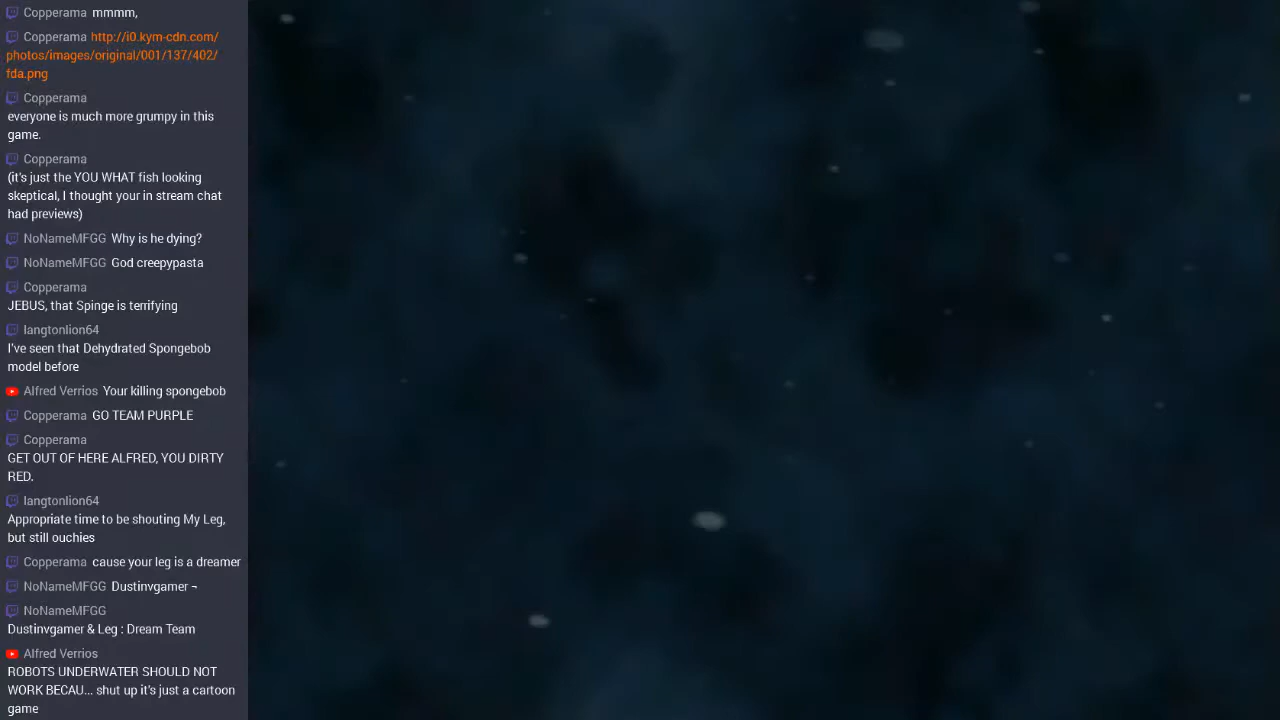 Copperama mmmm,
Copperama http://i0.kym-cdn.com/
photos/images/original/001/137/402/
fda.png
Copperama
everyone is much more grumpy in this
game.
Copperama
(it's just the YOU WHAT fish looking
skeptical, I thought your in stream chat
had previews)
NoNameMFGG Why is he dying?
NoNameMFGG God creepypasta
Copperama
JEBUS, that Spinge is terrifying
langtonlion64
I've seen that Dehydrated Spongebob
model before
Alfred Verrios Your killing spongebob
Copperama GO TEAM PURPLE
Copperama
GET OUT OF HERE ALFRED, YOU DIRTY
RED.
langtonlion64
Appropriate time to be shouting My Leg,
but still ouchies
Copperama cause your leg is a dreamer
NoNameMFGG Dustinvgamer ¬
NoNameMFGG
Dustinvgamer & Leg : Dream Team
Alfred Verrios
ROBOTS UNDERWATER SHOULD NOT
WORK BECAU... shut up it's just a cartoon
game